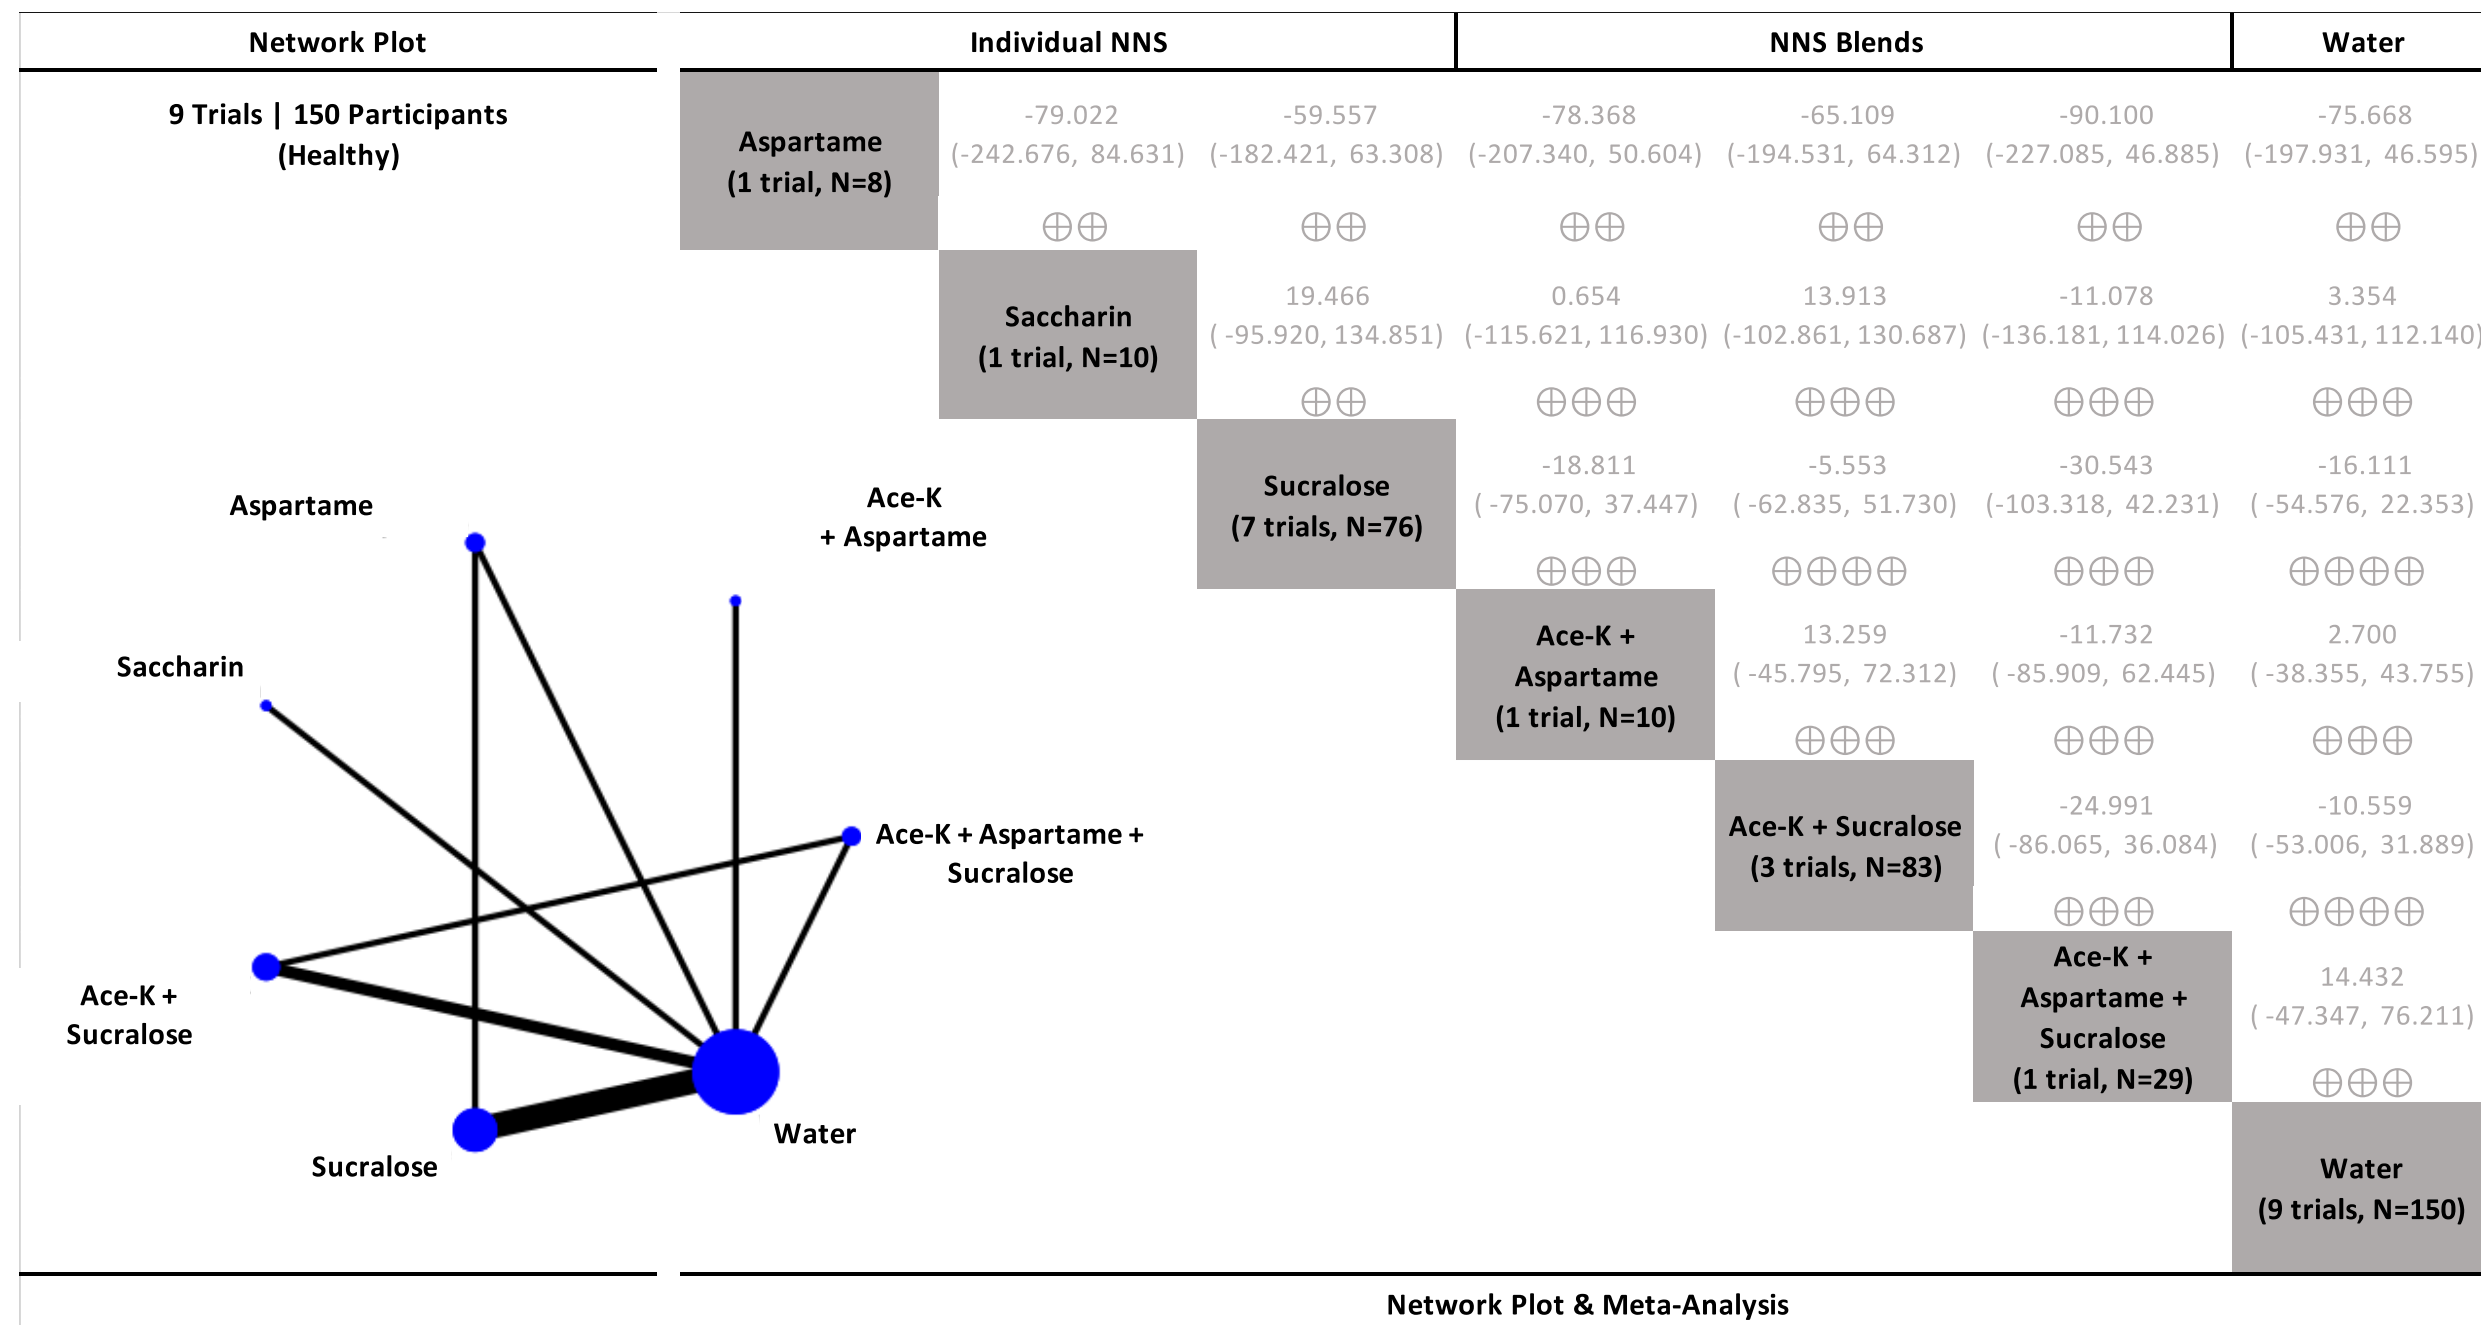 Network Plot
Individual NNS
NNS Blends
Water
9 Trials | 150 Participants
(Healthy)
Aspartame
(1 trial, N=8)
-79.022
(-242.676, 84.631)
⊕⊕
-59.557
(-182.421, 63.308)
⊕⊕
-78.368
(-207.340, 50.604)
⊕⊕
-65.109
(-194.531, 64.312)
⊕⊕
-90.100
(-227.085, 46.885)
⊕⊕
-75.668
(-197.931, 46.595)
⊕⊕
Saccharin
(1 trial, N=10)
19.466
( -95.920, 134.851)
⊕⊕
0.654
(-115.621, 116.930)
⊕⊕⊕
13.913
(-102.861, 130.687)
⊕⊕⊕
-11.078
(-136.181, 114.026)
⊕⊕⊕
3.354
(-105.431, 112.140)
⊕⊕⊕
Sucralose
(7 trials, N=76)
-18.811
( -75.070, 37.447)
⊕⊕⊕
-5.553
( -62.835, 51.730)
⊕⊕⊕⊕
-30.543
(-103.318, 42.231)
⊕⊕⊕
-16.111
( -54.576, 22.353)
⊕⊕⊕⊕
Ace-K +
Aspartame
(1 trial, N=10)
13.259
( -45.795, 72.312)
⊕⊕⊕
-11.732
( -85.909, 62.445)
⊕⊕⊕
2.700
( -38.355, 43.755)
⊕⊕⊕
Ace-K + Sucralose
(3 trials, N=83)
-24.991
( -86.065, 36.084)
⊕⊕⊕
-10.559
( -53.006, 31.889)
⊕⊕⊕⊕
Ace-K +
Aspartame +
Sucralose
(1 trial, N=29)
14.432
( -47.347, 76.211)
⊕⊕⊕
Water
(9 trials, N=150)
Aspartame
Ace-K
+ Aspartame
Saccharin
Ace-K + Aspartame +
Sucralose
Ace-K +
Sucralose
Water
Sucralose
Network Plot & Meta-Analysis